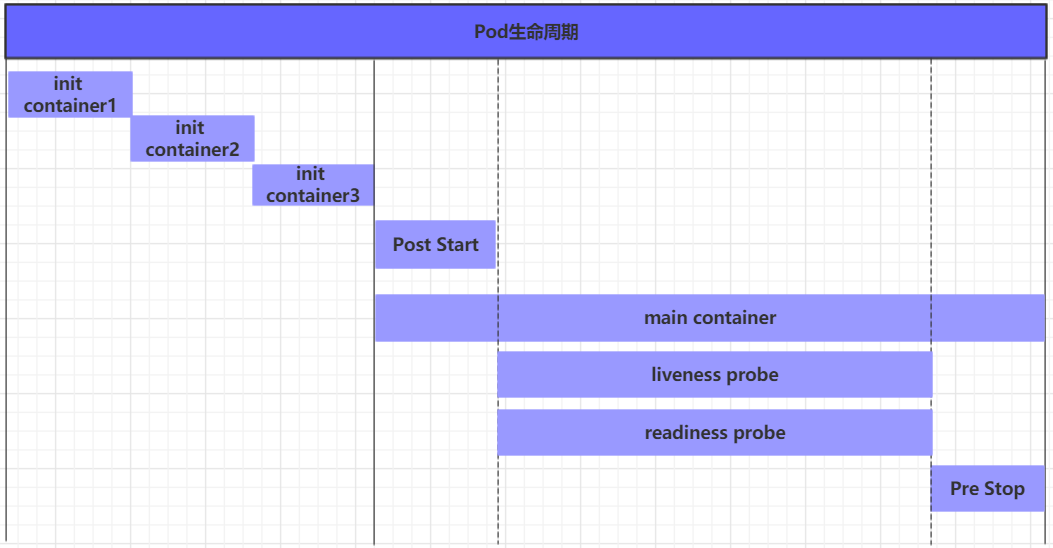 Pod生命周期
init
container1
init
container2
init
container3
Post Start
main container
liveness probe
readiness probe
Pre Stop